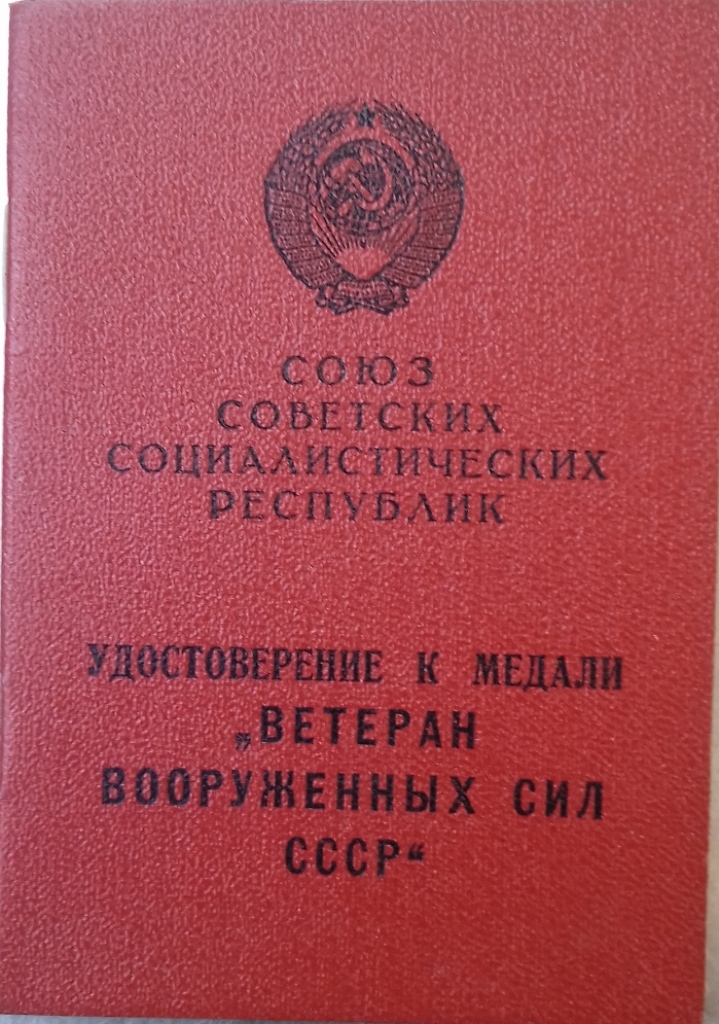 СОЮЗ
СОВЕТСКИХ
СОЦИАЛИСТИЧЕСКИХ
РЕСПУБЛИК
УДОСТОВЕРЕНИЕ К МЕДАЛИ
„ВЕТЕРАН
ВООРУЖЕННЫХ СИЛ
СССР“